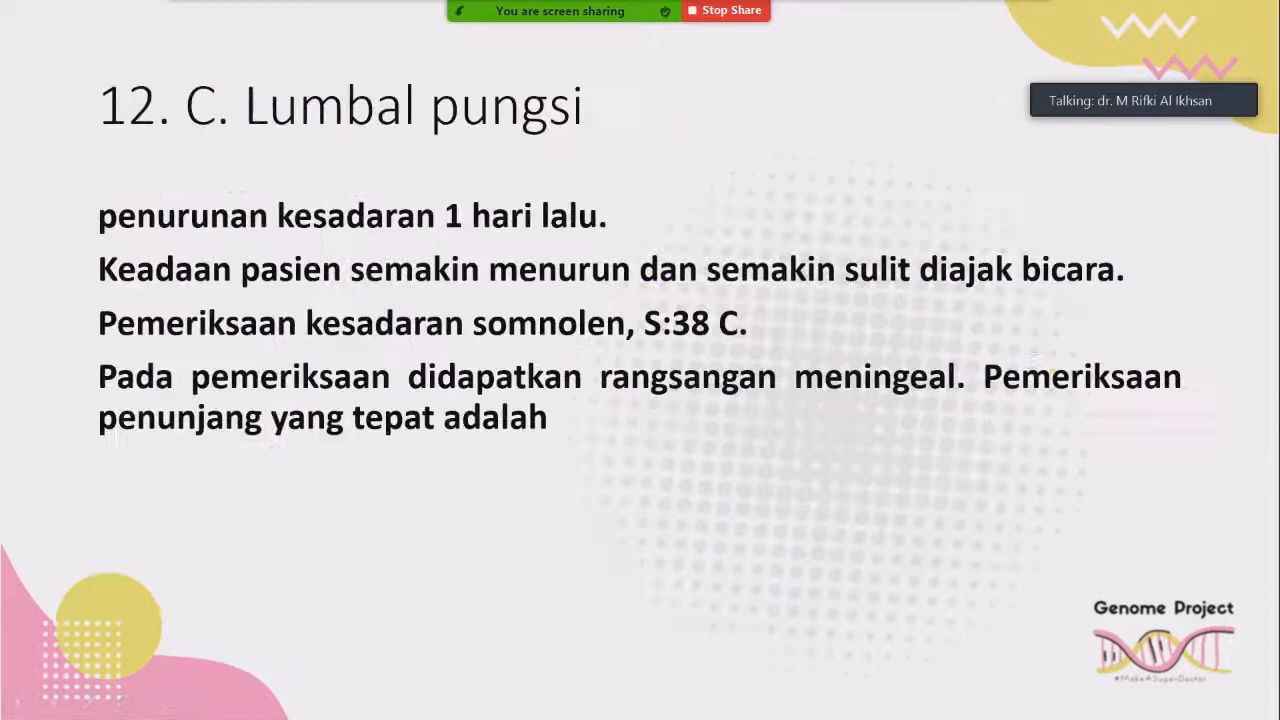 You are screen sharing
Stop Share
Talking: dr. M Rifki Al Ikhsan
12. C. Lumbal pungsi
penurunan kesadaran 1 hari lalu.
Keadaan pasien semakin menurun dan semakin sulit diajak bicara.
Pemeriksaan kesadaran somnolen, S:38 C.
Pada pemeriksaan didapatkan rangsangan meningeal. Pemeriksaan
penunjang yang tepat adalah
Genome Project
#MakeASuperDoctor